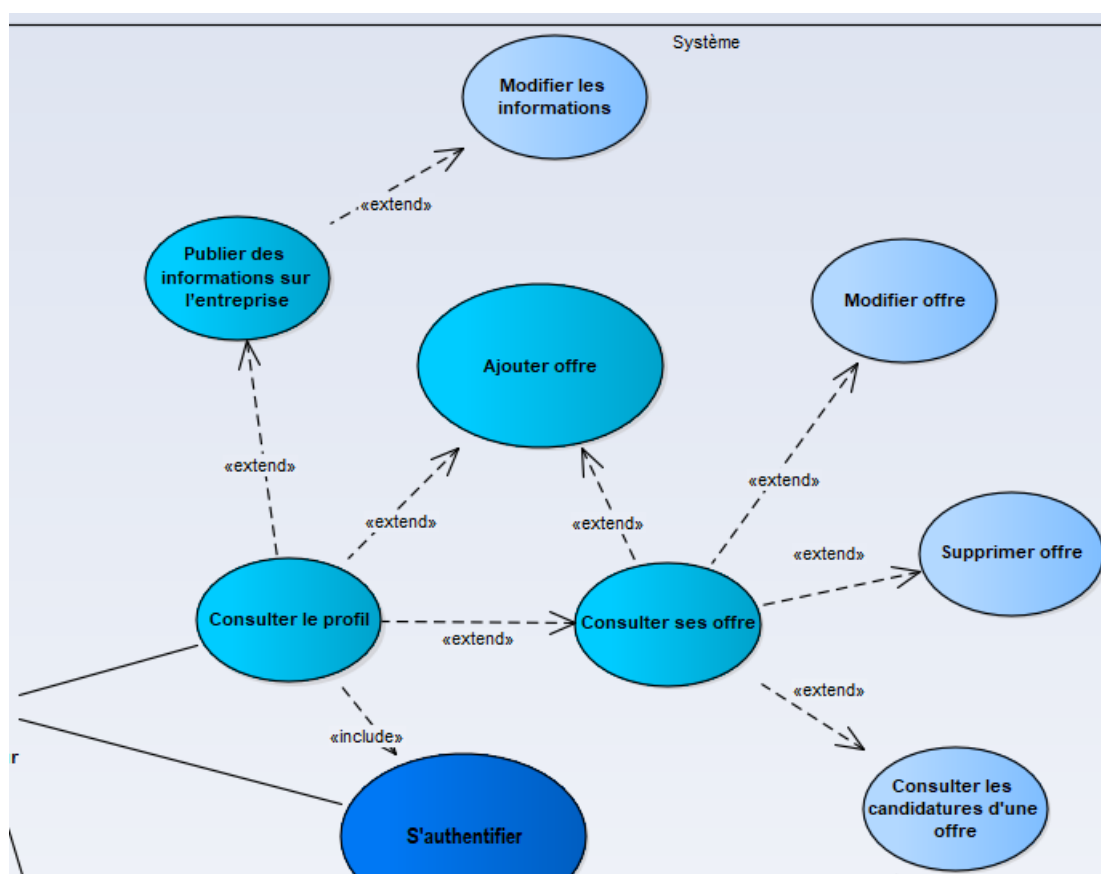 Système
Modifier les
informations
«extend»
Publier des
informations sur
l'entreprise
Modifier offre
Ajouter offre
«extend»
«extend»
«extend»
«extend»
Supprimer offre
«extend»
Consulter le profil
«extend»
Consulter ses offre
«extend»
«include»
r
Consulter les
candidatures d'une
offre
S'authentifier